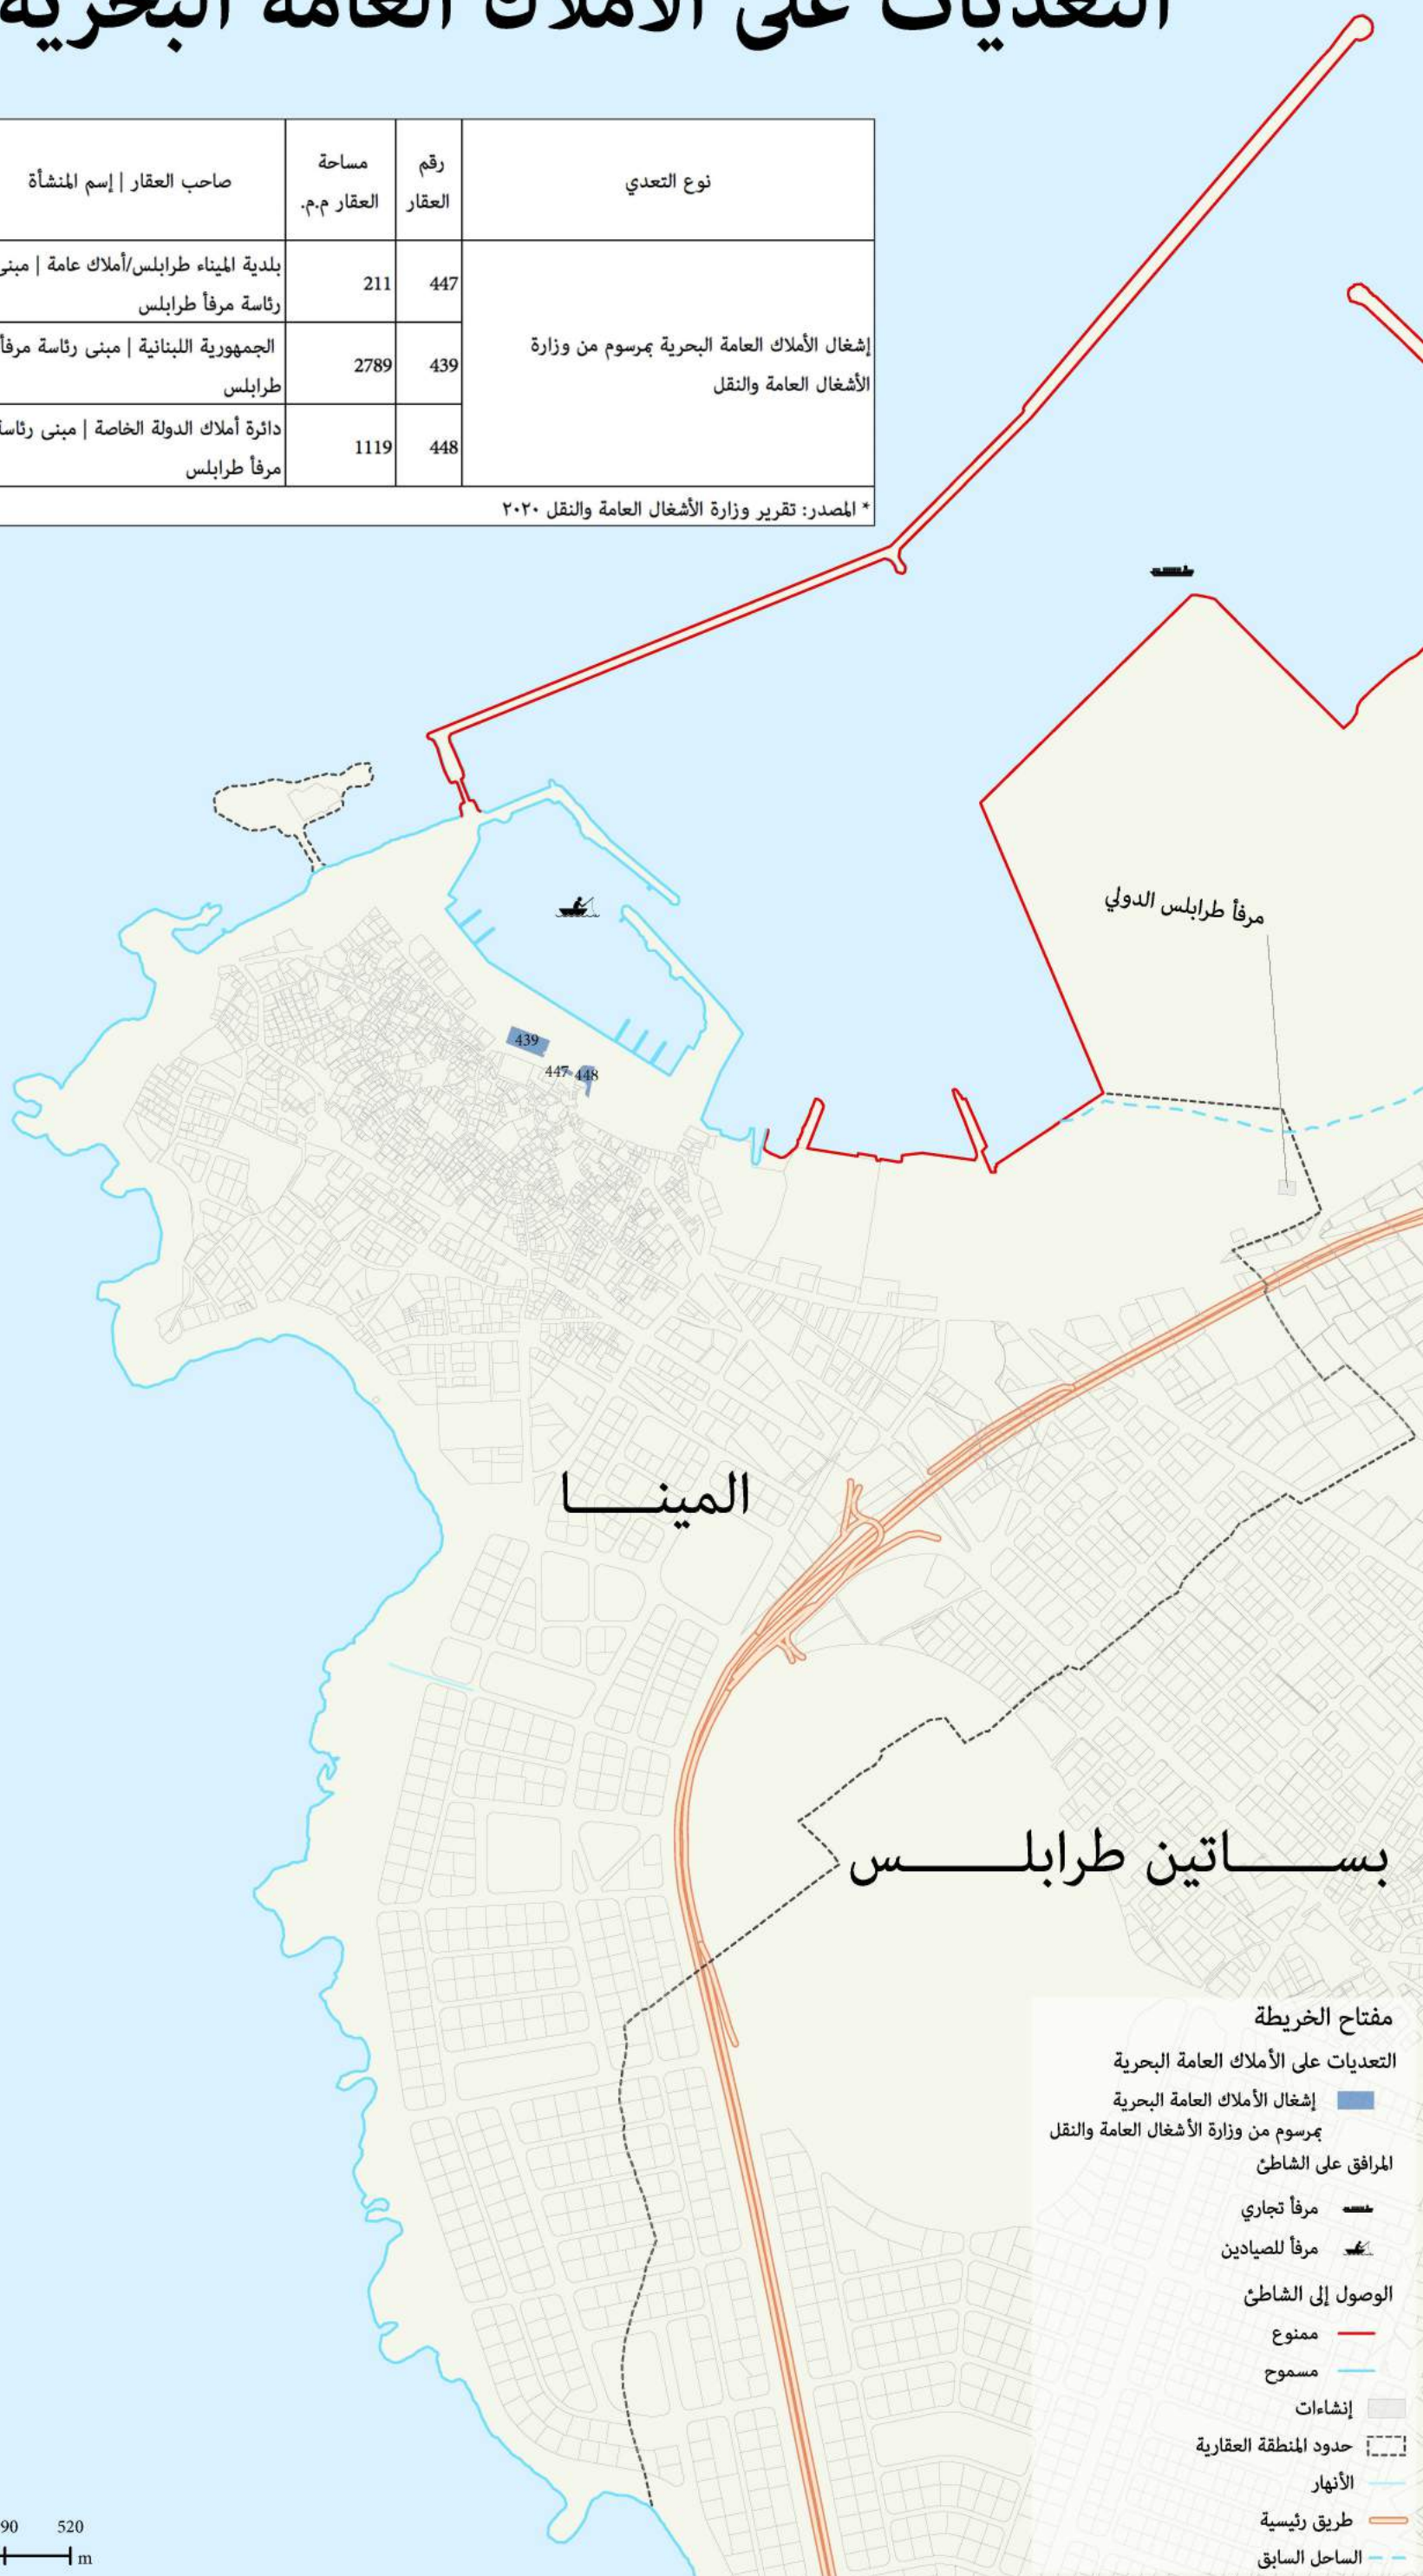 التعديات على الأملاك العامة البحرية
نوع التعدي
رقم
العقار
مساحة
العقار م.م.
صاحب العقار | إسم المنشأة
إشغال الأملاك العامة البحرية بمرسوم من وزارة
الأشغال العامة والنقل
447
211
بلدية الميناء طرابلس/أملاك عامة | مبنى
رئاسة مرفأ طرابلس
439
2789
الجمهورية اللبنانية | مبنى رئاسة مرفأ
طرابلس
448
1119
دائرة أملاك الدولة الخاصة | مبنى رئاسة
مرفأ طرابلس
* المصدر: تقرير وزارة الأشغال العامة والنقل ٢٠٢٠
مرفأ طرابلس الدولي
439
447
448
المينـــــا
بســــــاتين طرابلــــــس
مفتاح الخريطة
التعديات على الأملاك العامة البحرية
إشغال الأملاك العامة البحرية
بمرسوم من وزارة الأشغال العامة والنقل
المرافق على الشاطئ
مرفأ تجاري
مرفأ للصيادين
الوصول إلى الشاطئ
ممنوع
مسموح
إنشاءات
حدود المنطقة العقارية
الأنهار
طريق رئيسية
الساحل السابق
90 520
m